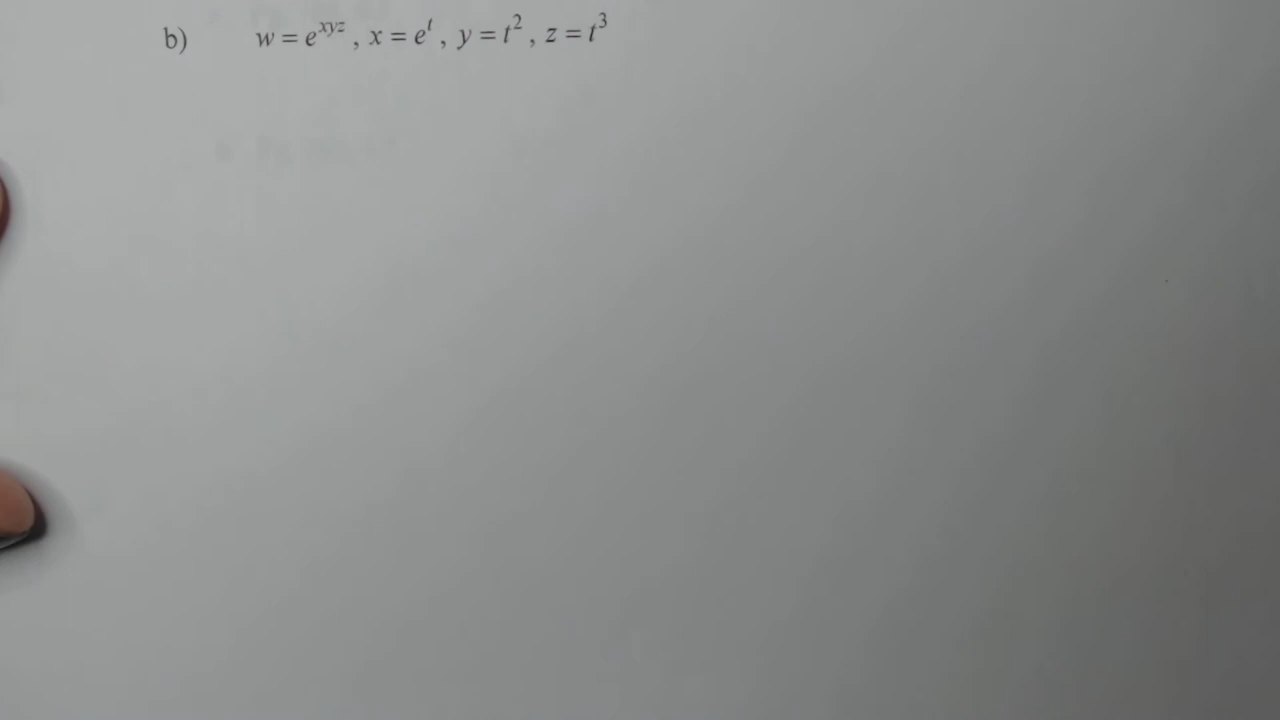 b) w = e^{xyz} , x = e^t , y = t^2 , z = t^3